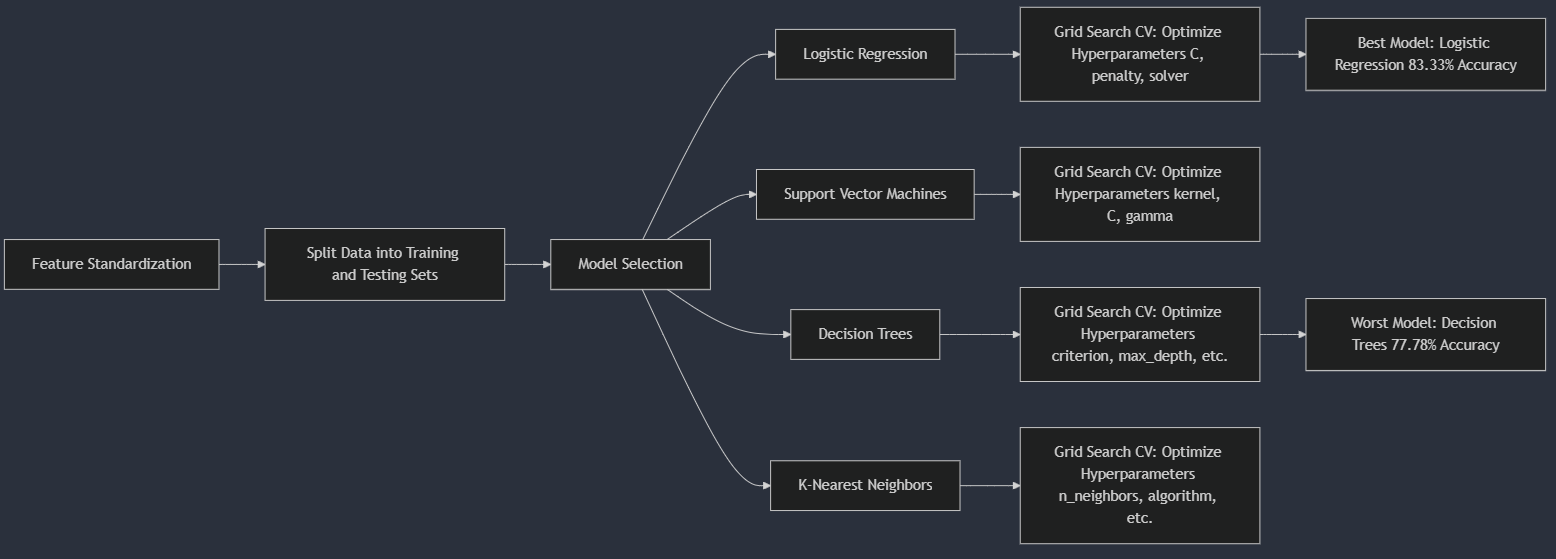 Feature Standardization
Split Data into Training
and Testing Sets
Model Selection
Logistic Regression
Grid Search CV: Optimize
Hyperparameters C,
penalty, solver
Best Model: Logistic
Regression 83.33% Accuracy
Support Vector Machines
Grid Search CV: Optimize
Hyperparameters kernel,
C, gamma
Decision Trees
Grid Search CV: Optimize
Hyperparameters
criterion, max_depth, etc.
Worst Model: Decision
Trees 77.78% Accuracy
K-Nearest Neighbors
Grid Search CV: Optimize
Hyperparameters
n_neighbors, algorithm,
etc.